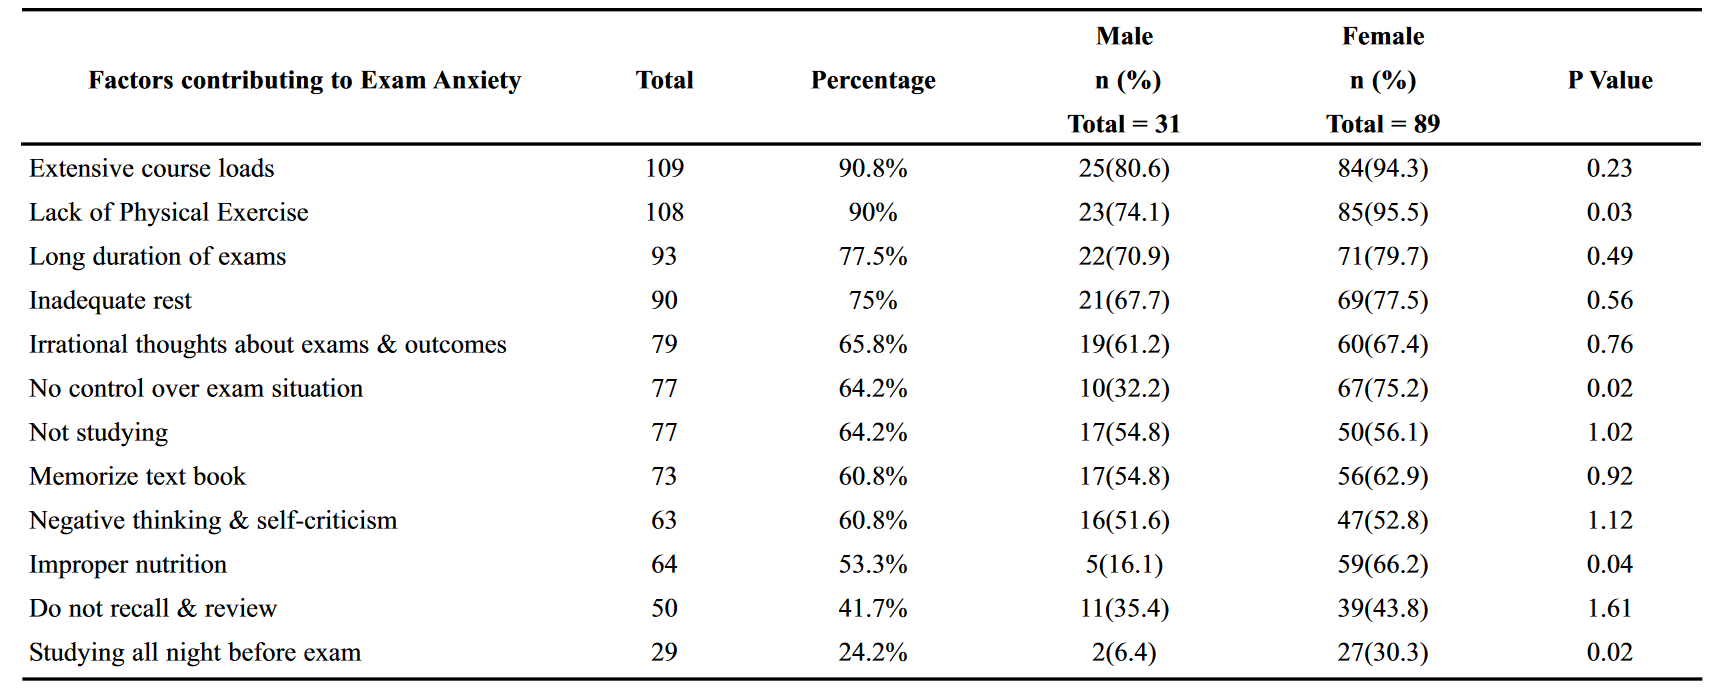 Male Female
Factors contributing to Exam Anxiety Total Percentage n (%) n (%) P Value
Total = 31 Total = 89
Extensive course loads 109 90.8% 25(80.6) 84(94.3) 0.23
Lack of Physical Exercise 108 90% 23(74.1) 85(95.5) 0.03
Long duration of exams 93 77.5% 22(70.9) 71(79.7) 0.49
Inadequate rest 90 75% 21(67.7) 69(77.5) 0.56
Irrational thoughts about exams & outcomes 79 65.8% 19(61.2) 60(67.4) 0.76
No control over exam situation 77 64.2% 10(32.2) 67(75.2) 0.02
Not studying 77 64.2% 17(54.8) 50(56.1) 1.02
Memorize text book 73 60.8% 17(54.8) 56(62.9) 0.92
Negative thinking & self-criticism 63 60.8% 16(51.6) 47(52.8) 1.12
Improper nutrition 64 53.3% 5(16.1) 59(66.2) 0.04
Do not recall & review 50 41.7% 11(35.4) 39(43.8) 1.61
Studying all night before exam 29 24.2% 2(6.4) 27(30.3) 0.02